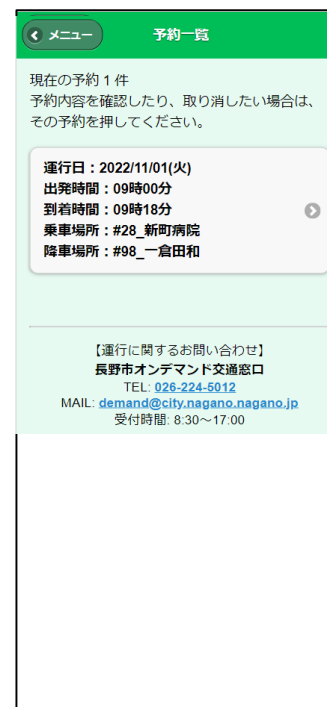 メニュー
予約一覧
現在の予約 1 件
予約内容を確認したり、取り消したい場合は、
その予約を押してください。
運行日：2022/11/01(火)
出発時間：09時00分
到着時間：09時18分
乗車場所：#28_新町病院
降車場所：#98_一倉田和
【運行に関するお問い合わせ】
長野市オンデマンド交通窓口
TEL: 026-224-5012
MAIL: demand@city.nagano.nagano.jp
受付時間: 8:30～17:00